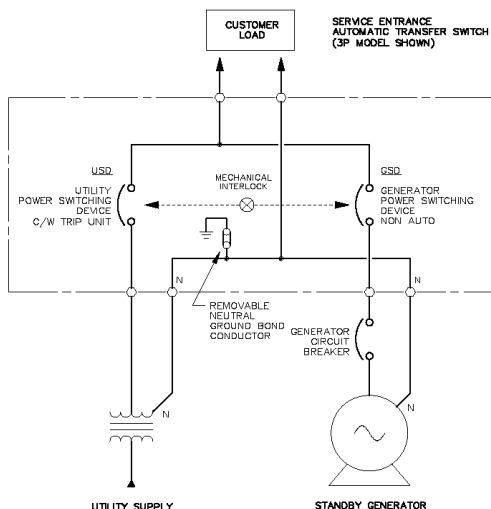 CUSTOMER
LOAD
SERVICE ENTRANCE
AUTOMATIC TRANSFER SWITCH
(3P MODEL SHOWN)
USD
UTILITY
POWER SWITCHING
DEVICE
C/W TRIP UNIT
MECHANICAL
INTERLOCK
GSD
GENERATOR
POWER SWITCHING
DEVICE
NON AUTO
N
N
REMOVABLE
NEUTRAL
GROUND BOND
CONDUCTOR
GENERATOR
CIRCUIT
BREAKER
N
N
UTILITY SUPPLY
STANDBY GENERATOR